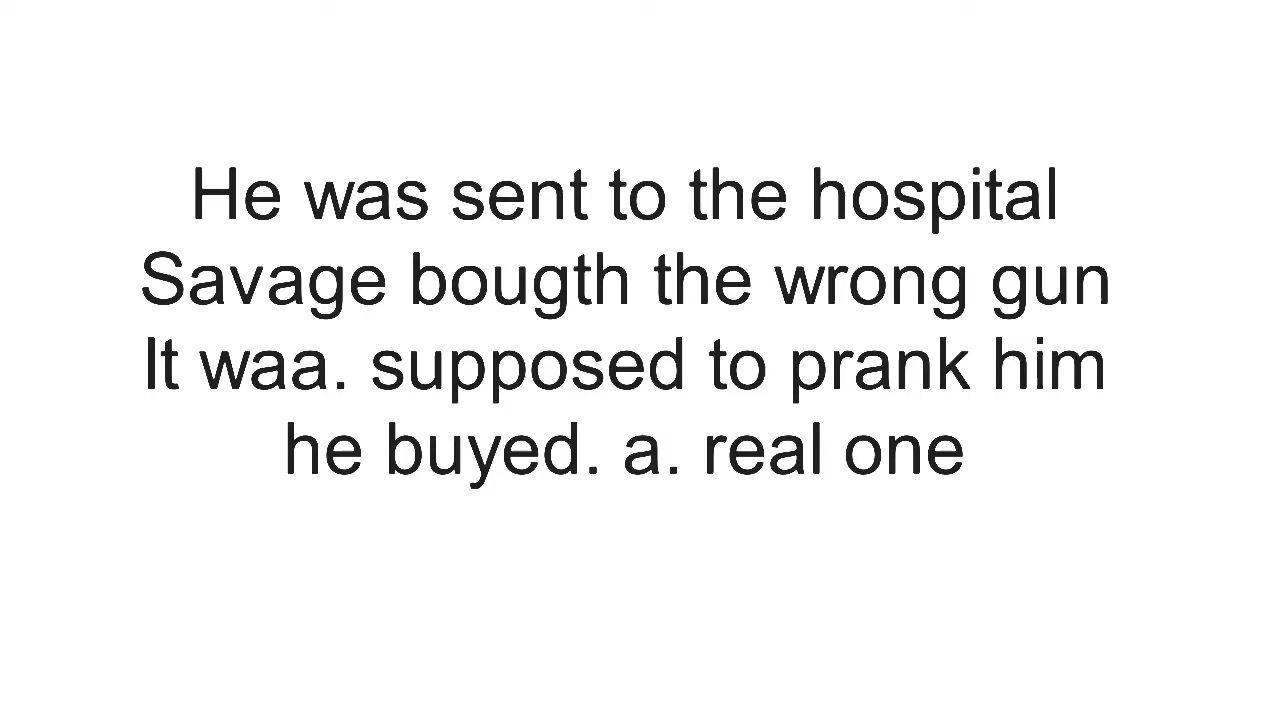 He was sent to the hospital
Savage bougth the wrong gun
It waa. supposed to prank him
he buyed. a. real one